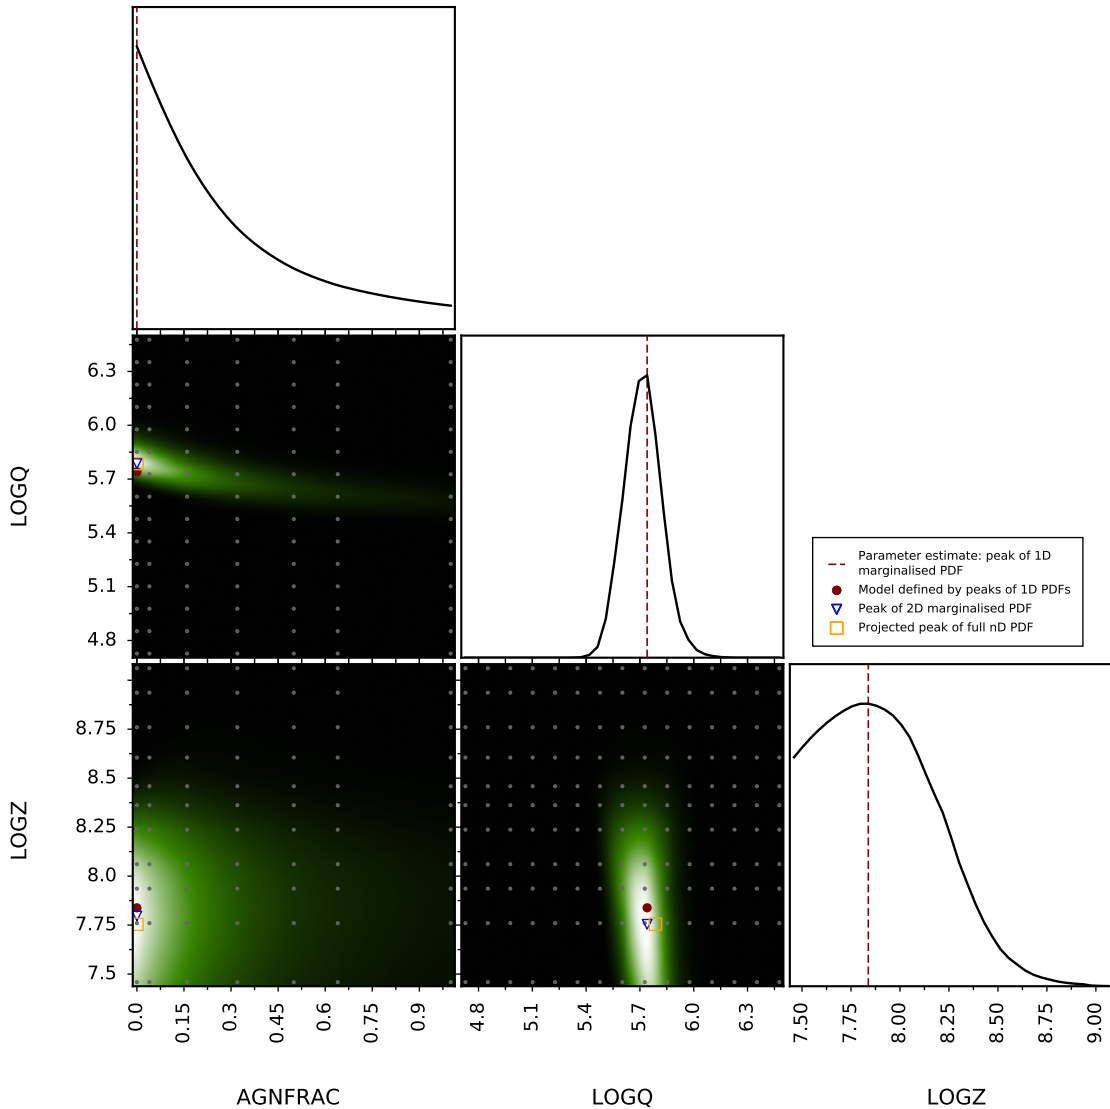 6.3
6.0
5.7
5.4
5.1
4.8
LOGQ
Parameter estimate: peak of 1D
marginalised PDF
Model defined by peaks of 1D PDFs
Peak of 2D marginalised PDF
Projected peak of full nD PDF
8.75
8.5
8.25
8.0
7.75
7.5
LOGZ
0.0 0.15 0.3 0.45 0.6 0.75 0.9
4.8 5.1 5.4 5.7 6.0 6.3
7.50 7.75 8.00 8.25 8.50 8.75 9.00
AGNFRAC
LOGQ
LOGZ